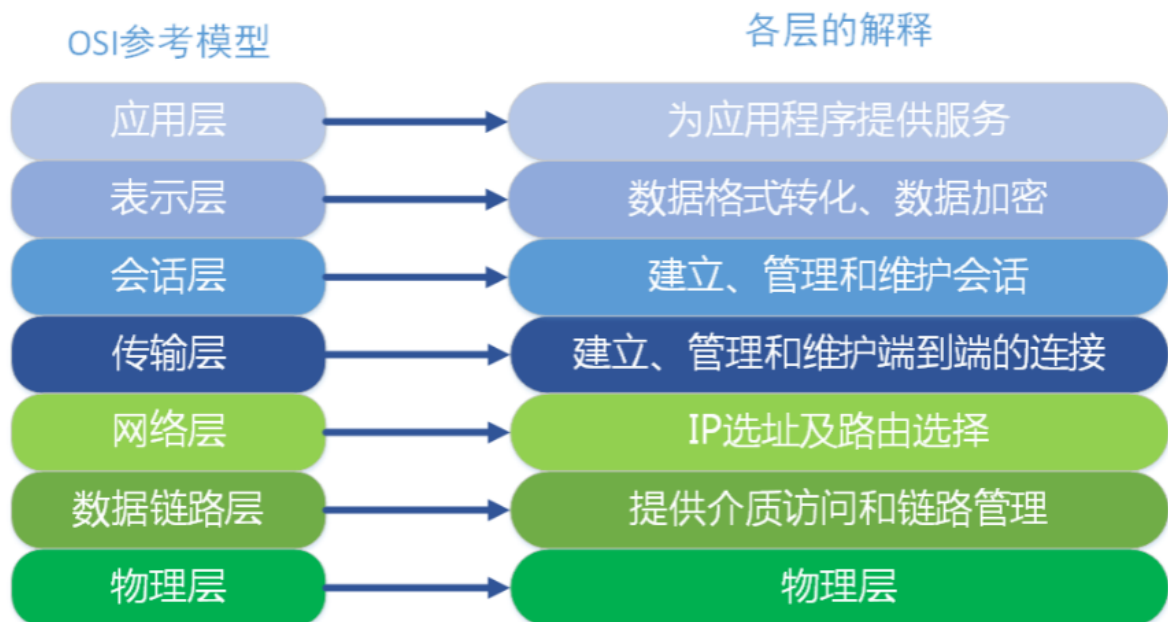 OSI参考模型
各层的解释
应用层
为应用程序提供服务
表示层
数据格式转化、数据加密
会话层
建立、管理和维护会话
传输层
建立、管理和维护端到端的连接
网络层
IP选址及路由选择
数据链路层
提供介质访问和链路管理
物理层
物理层